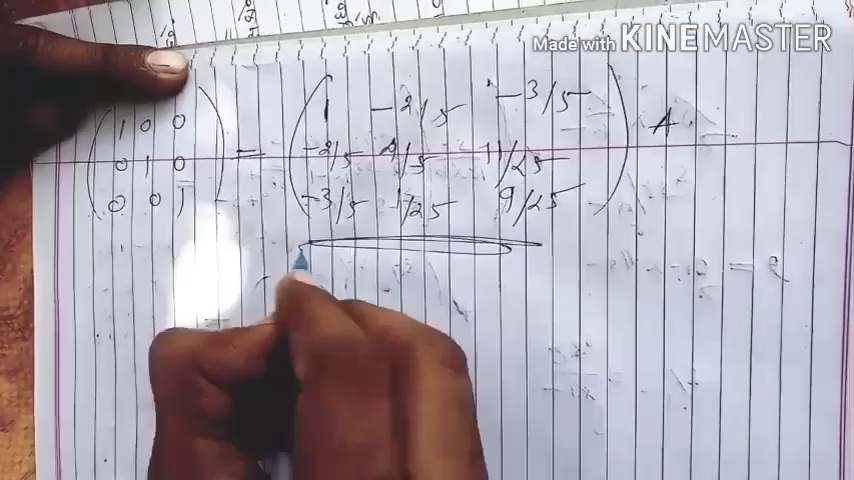 Made with KINEMASTER
1 -2/5 -3/5
1 0 0
0 1 0 = -2/5 4/5 -11/25 A
0 0 1 -3/5 1/25 9/25